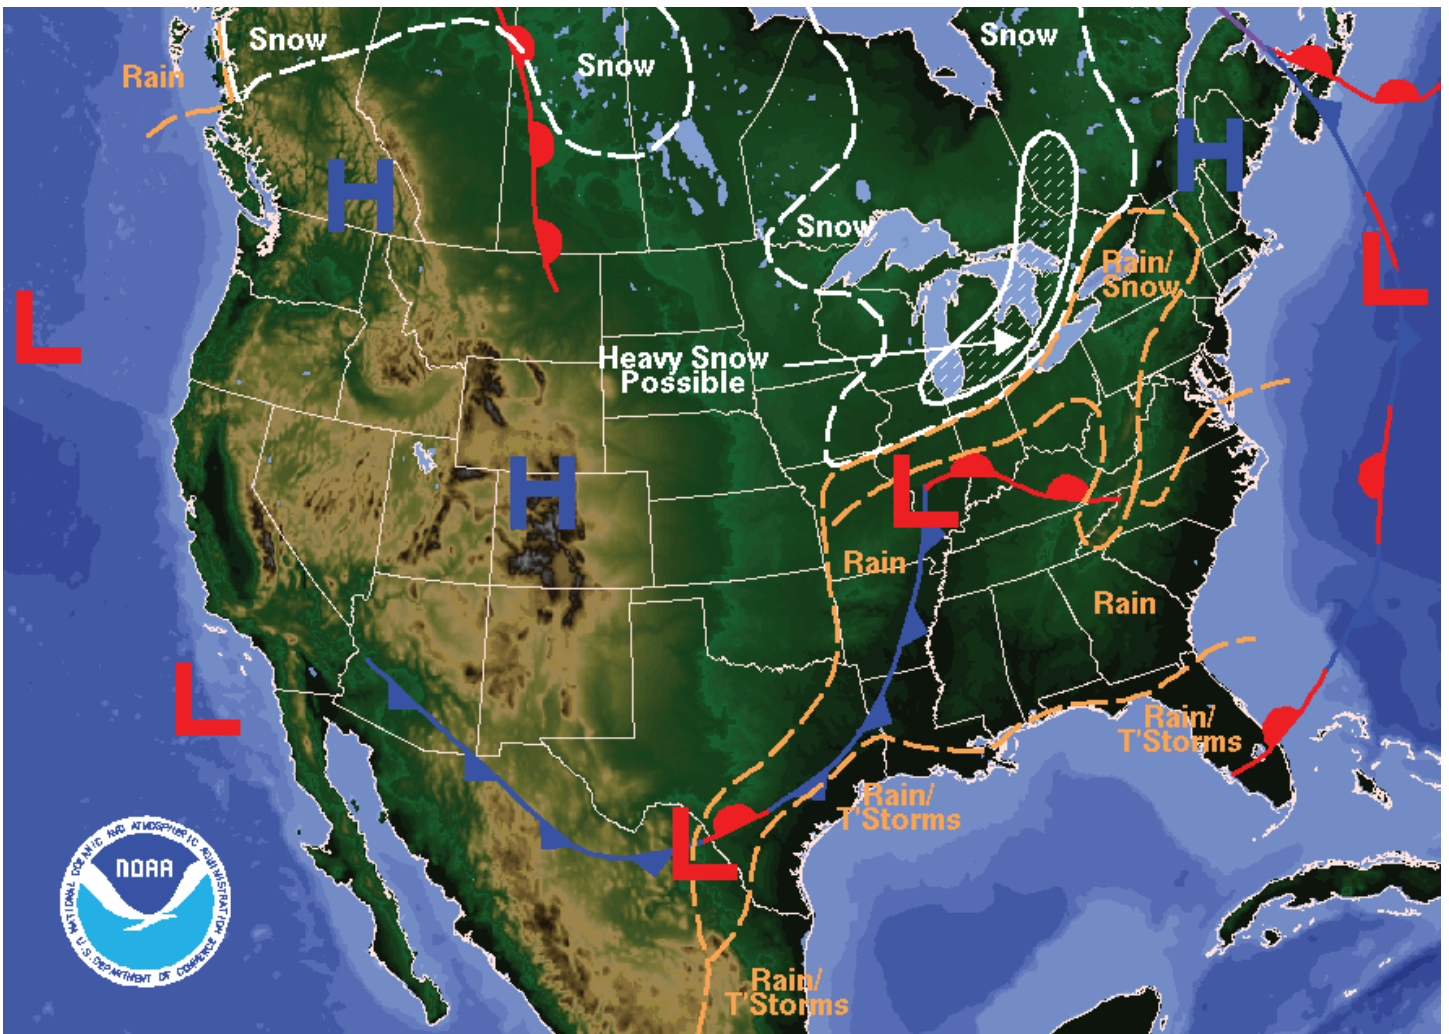 Snow
Rain
Snow
Snow
H
H
Snow
Rain/
Snow
L
L
Heavy Snow
Possible
H
L
Rain
Rain
L
Rain/
T'Storms
Rain/
T'Storms
L
Rain/
T'Storms
NATIONAL OCEANIC AND ATMOSPHERIC ADMINISTRATION
NOAA
U.S. DEPARTMENT OF COMMERCE